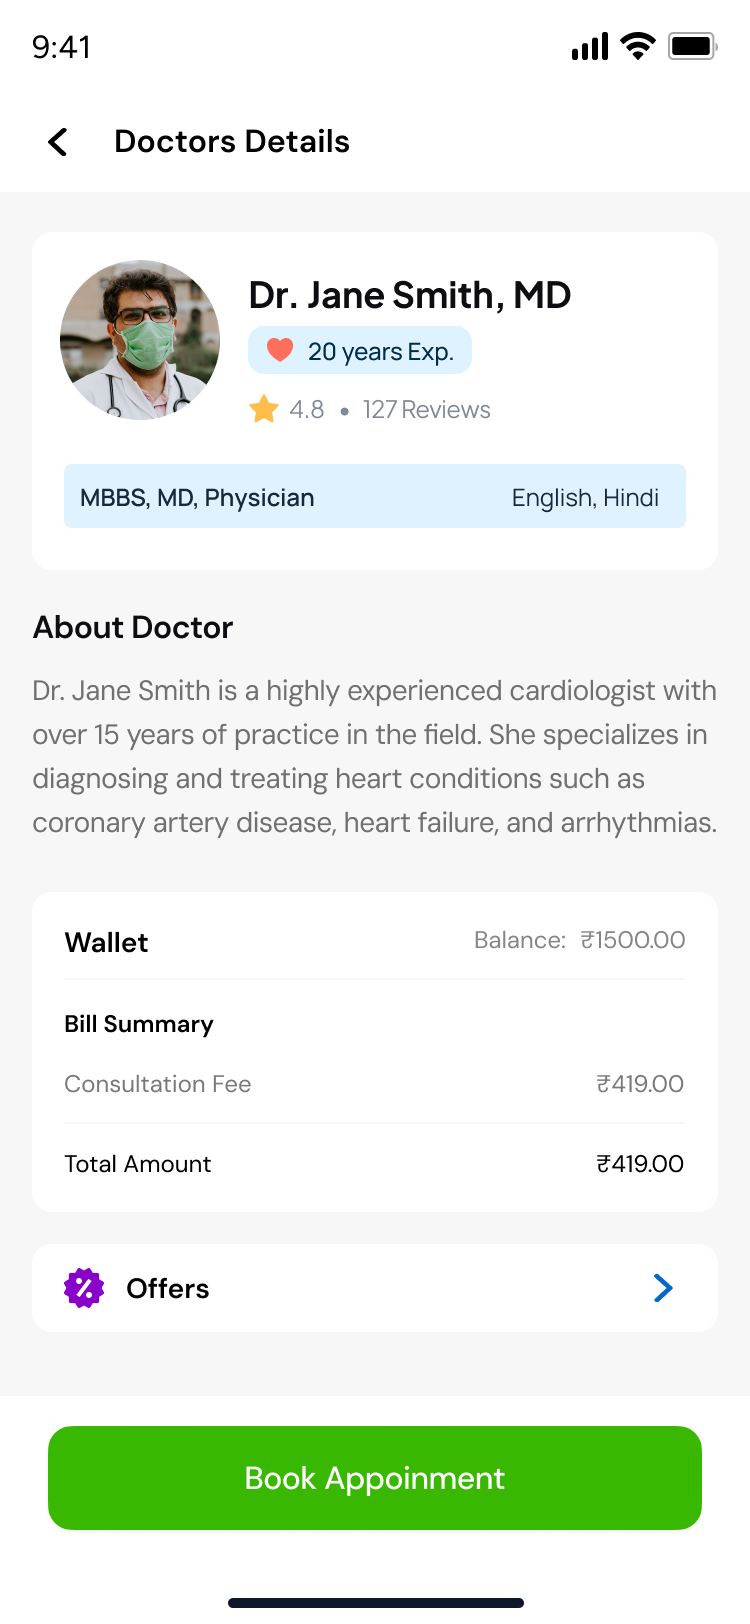 9:41
Doctors Details
Dr. Jane Smith, MD
20 years Exp.
4.8 • 127 Reviews
MBBS, MD, Physician English, Hindi
About Doctor
Dr. Jane Smith is a highly experienced cardiologist with
over 15 years of practice in the field. She specializes in
diagnosing and treating heart conditions such as
coronary artery disease, heart failure, and arrhythmias.
Wallet Balance: ₹1500.00
Bill Summary
Consultation Fee ₹419.00
Total Amount ₹419.00
Offers
Book Appoinment